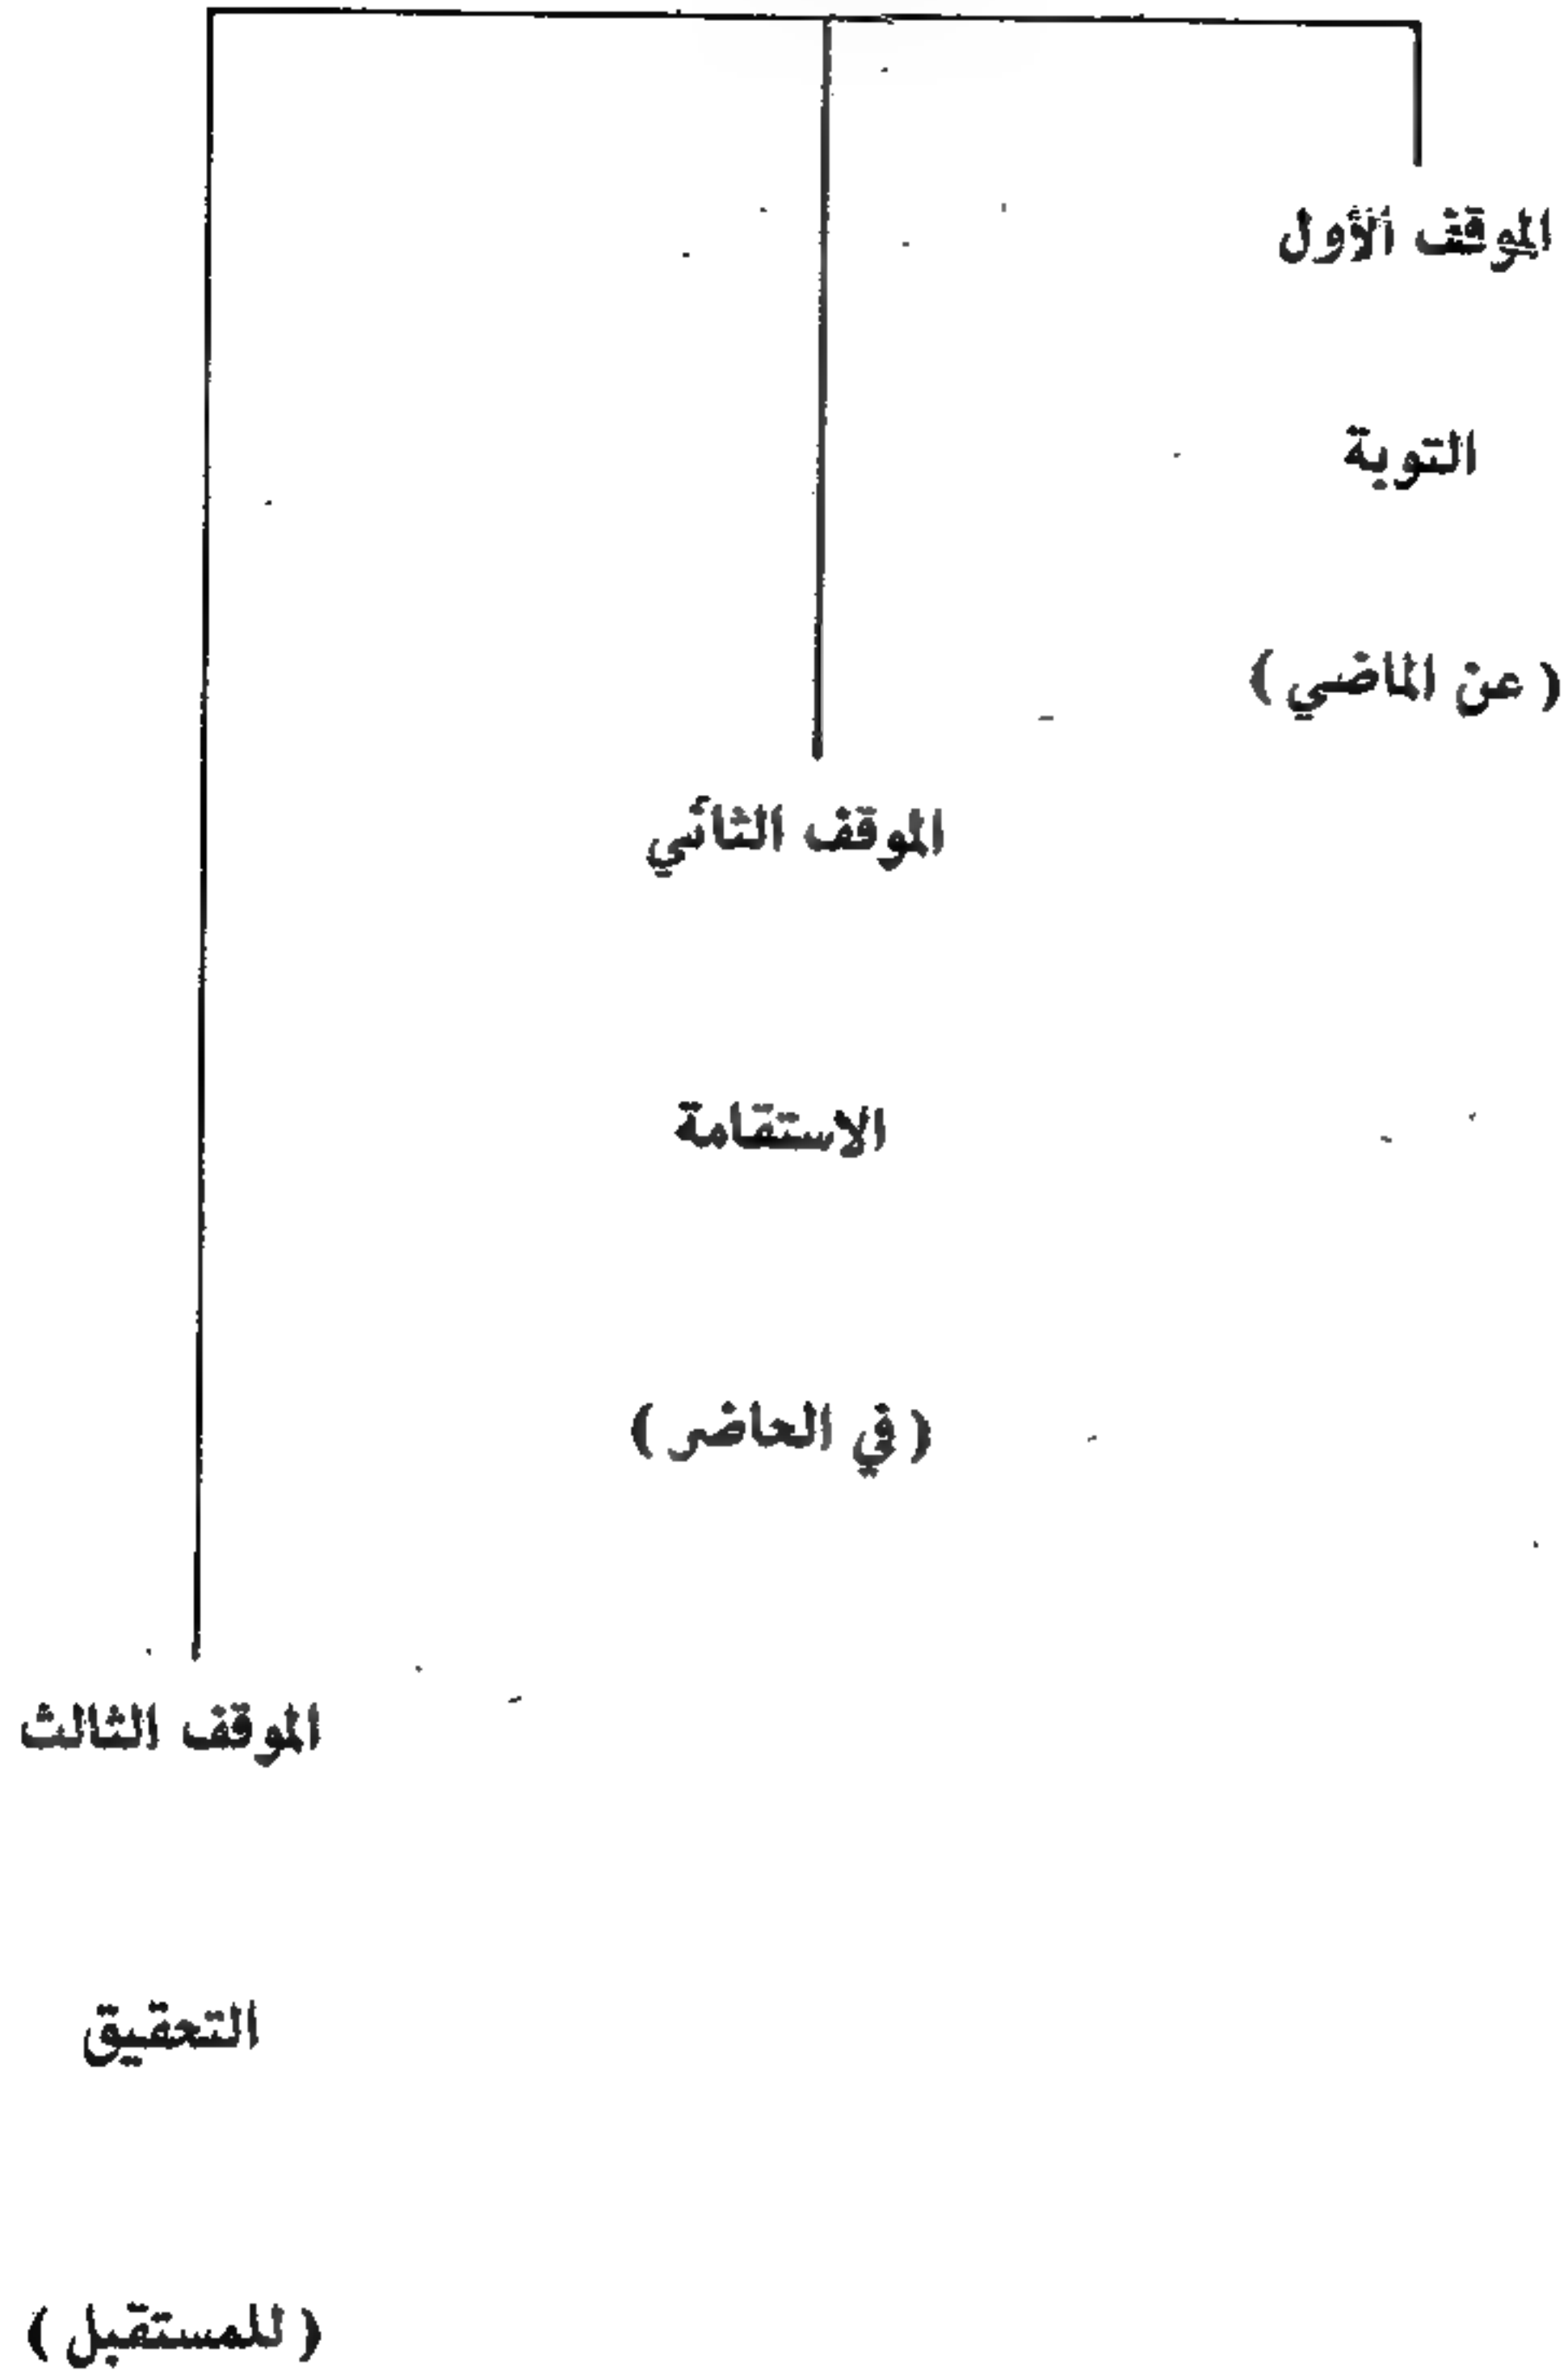 الموقف الأول
التوبة
(عن الماضي)
الموقف الثاني
الاستقامة
(في الحاضر)
الموقف الثالث
التحقيق
(للمستقبل)